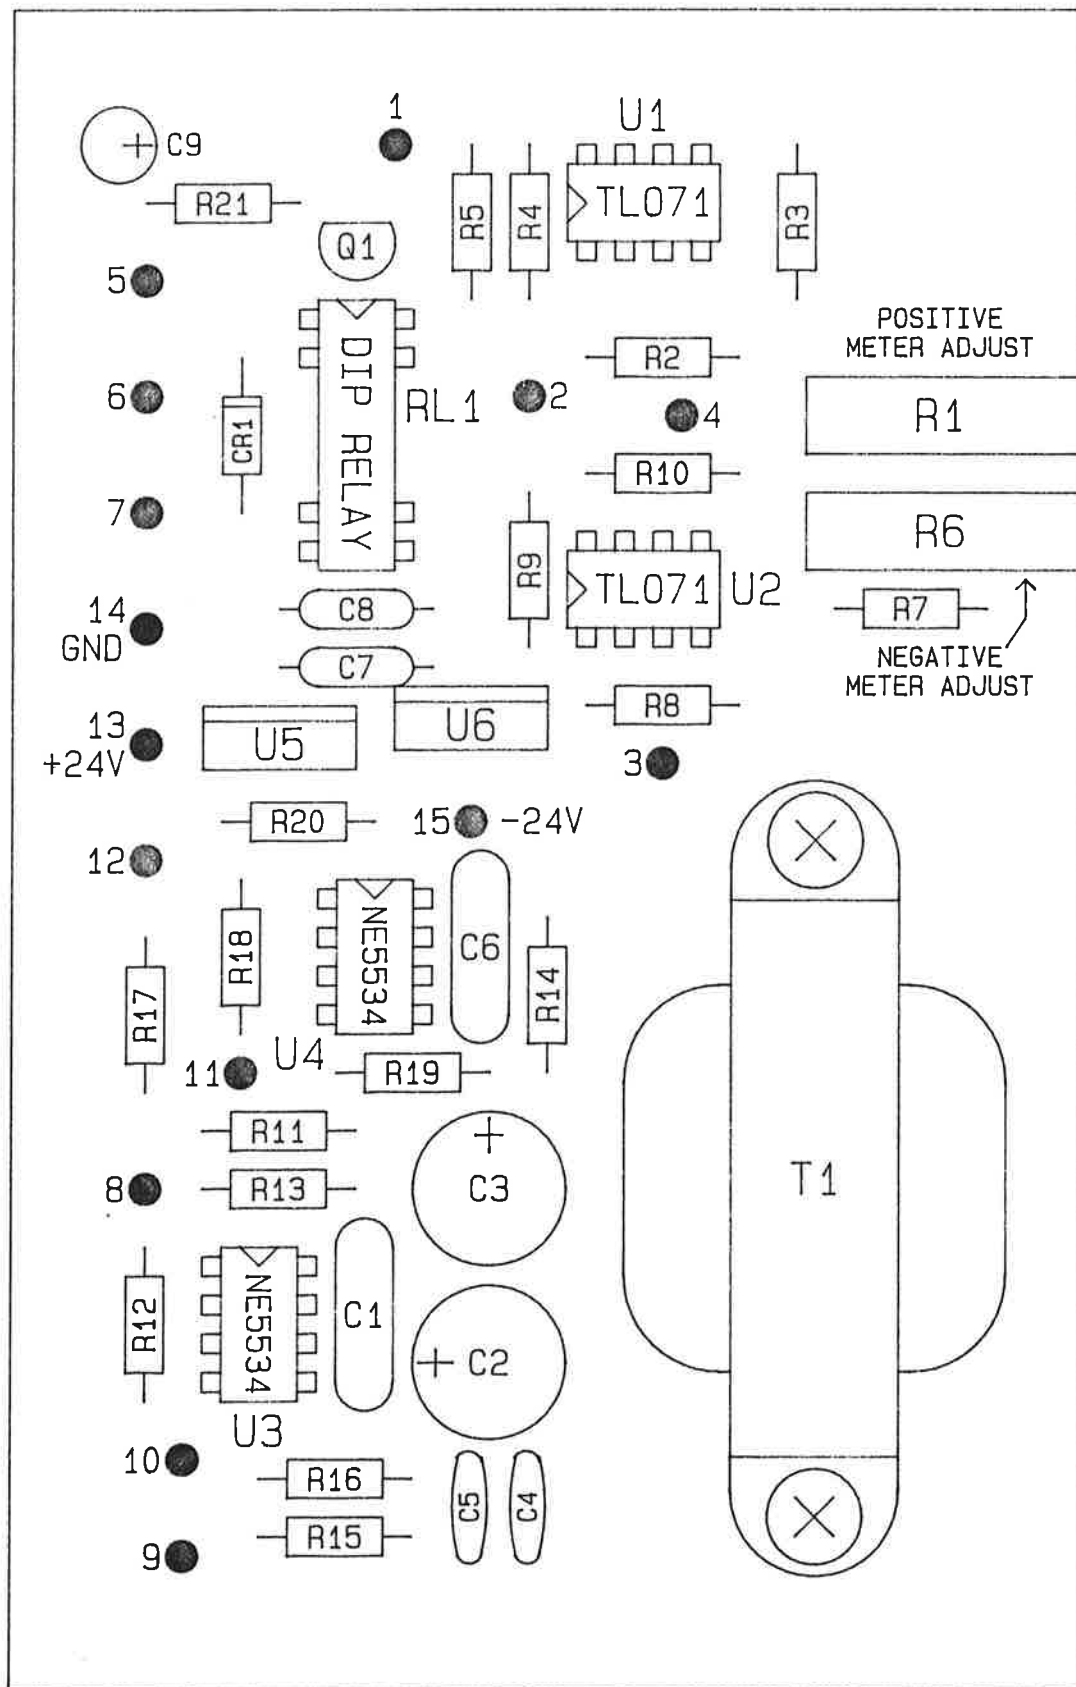 1
U1
C9
TL071
R21
R5
R4
R3
Q1
5
POSITIVE
METER ADJUST
DIP RELAY
R2
6
RL1
2
4
R1
CR1
R10
7
R6
R9
TL071
U2
14
GND
C8
R7
C7
NEGATIVE
METER ADJUST
13
+24V
U5
U6
R8
3
R20
15
-24V
12
R18
NE5534
C6
R14
R17
U4
11
R19
R11
8
R13
C3
T1
R12
NE5534
C1
C2
U3
10
R16
C5
C4
R15
9